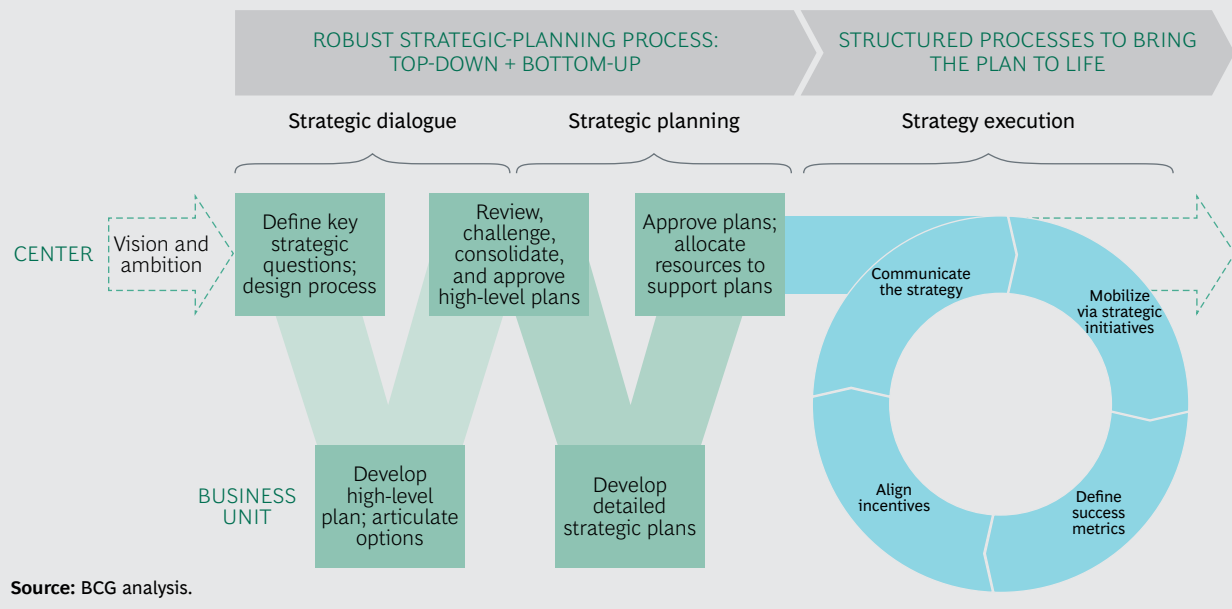 ROBUST STRATEGIC-PLANNING PROCESS:
TOP-DOWN + BOTTOM-UP
STRUCTURED PROCESSES TO BRING
THE PLAN TO LIFE
Strategic dialogue
Strategic planning
Strategy execution
CENTER
Vision and
ambition
Define key
strategic
questions;
design process
Review,
challenge,
consolidate,
and approve
high-level plans
Approve plans;
allocate
resources to
support plans
Communicate
the strategy
Mobilize
via strategic
initiatives
BUSINESS
UNIT
Develop
high-level
plan; articulate
options
Develop
detailed
strategic plans
Align
incentives
Define
success
metrics
Source: BCG analysis.